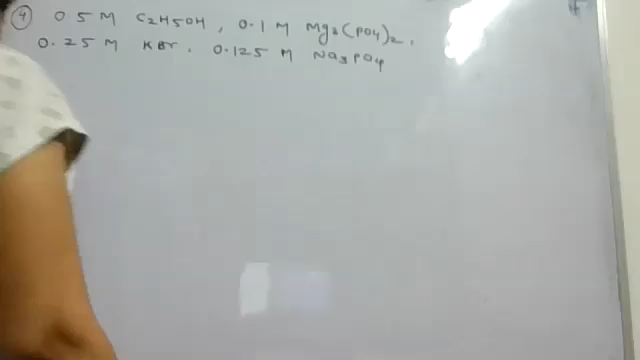 ④ 0.5 M C2H5OH, 0.1 M Mg3(PO4)2,
0.25 M KBr, 0.125 M Na3PO4